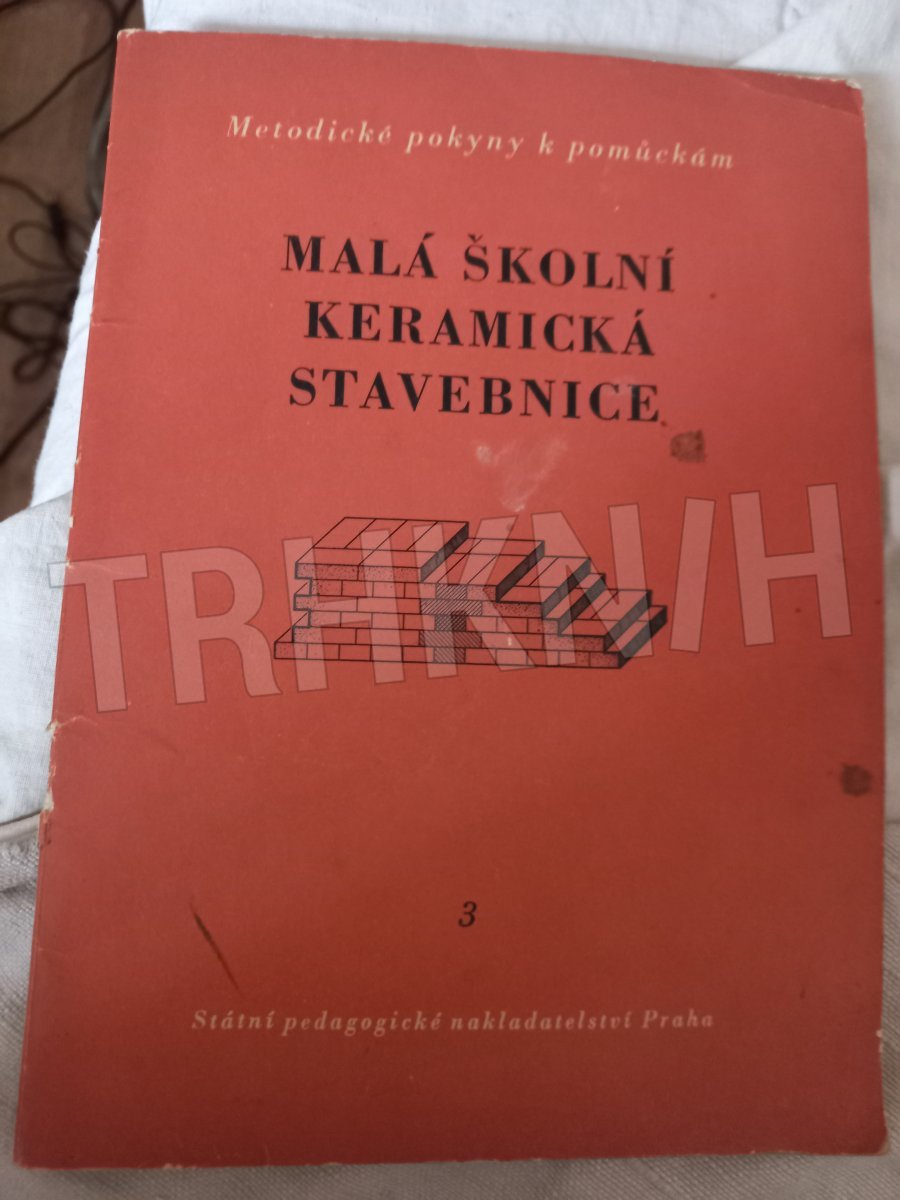 Metodické pokyny k pomůckám
MALÁ ŠKOLNÍ
KERAMICKÁ
STAVEBNICE
TRHKNIH
3
Státní pedagogické nakladatelství Praha